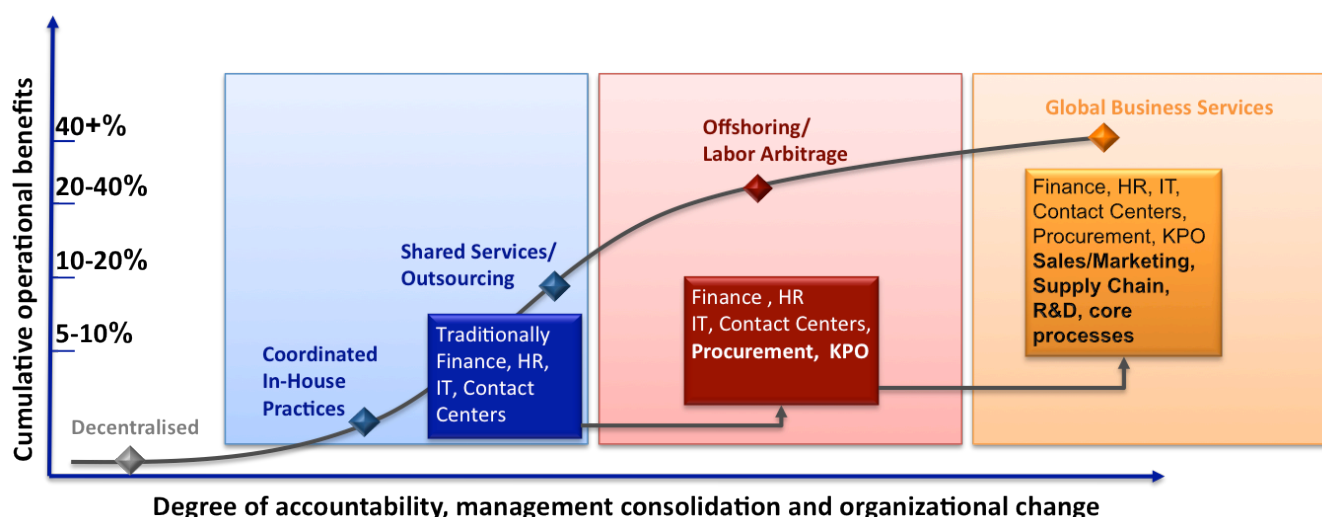 Cumulative operational benefits
40+%
20-40%
10-20%
5-10%
Decentralised
Coordinated
In-House
Practices
Shared Services/
Outsourcing
Traditionally
Finance, HR,
IT, Contact
Centers
Offshoring/
Labor Arbitrage
Finance , HR
IT, Contact Centers,
Procurement, KPO
Global Business Services
Finance, HR, IT,
Contact Centers,
Procurement, KPO
Sales/Marketing,
Supply Chain,
R&D, core
processes
Degree of accountability, management consolidation and organizational change